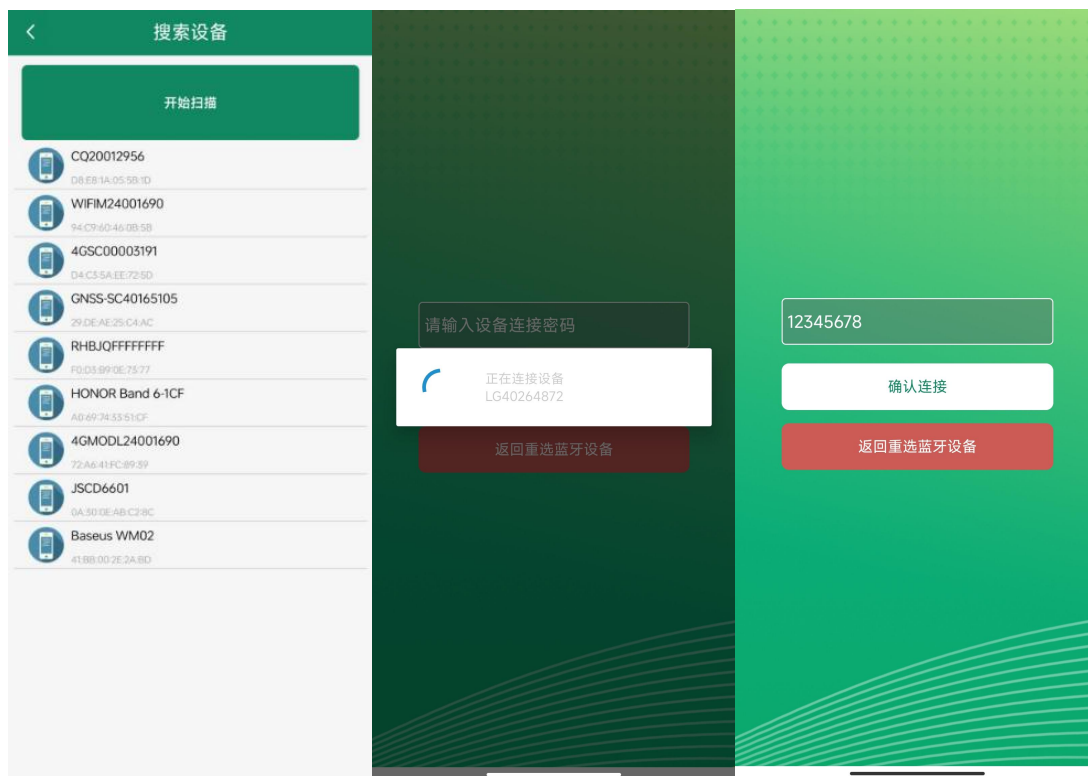 搜索设备
开始扫描
CQ20012956
D8:E8:1A:05:5B:1D
WIFIM24001690
94:C9:60:46:0B:5B
4GSC00003191
D4:C3:5A:EE:72:5D
GNSS-SC40165105
29:DE:AE:25:C4:AC
RHBJQFFFFFFF
F0:D3:B9:0E:75:77
HONOR Band 6-1CF
A0:69:74:33:51:CF
4GMODL24001690
72:A6:41:FC:89:39
JSCD6601
0A:50:0E:AB:C2:8C
Baseus WM02
41:BB:00:2E:2A:BD
请输入设备连接密码
正在连接设备
LG40264872
返回重选蓝牙设备
12345678
确认连接
返回重选蓝牙设备